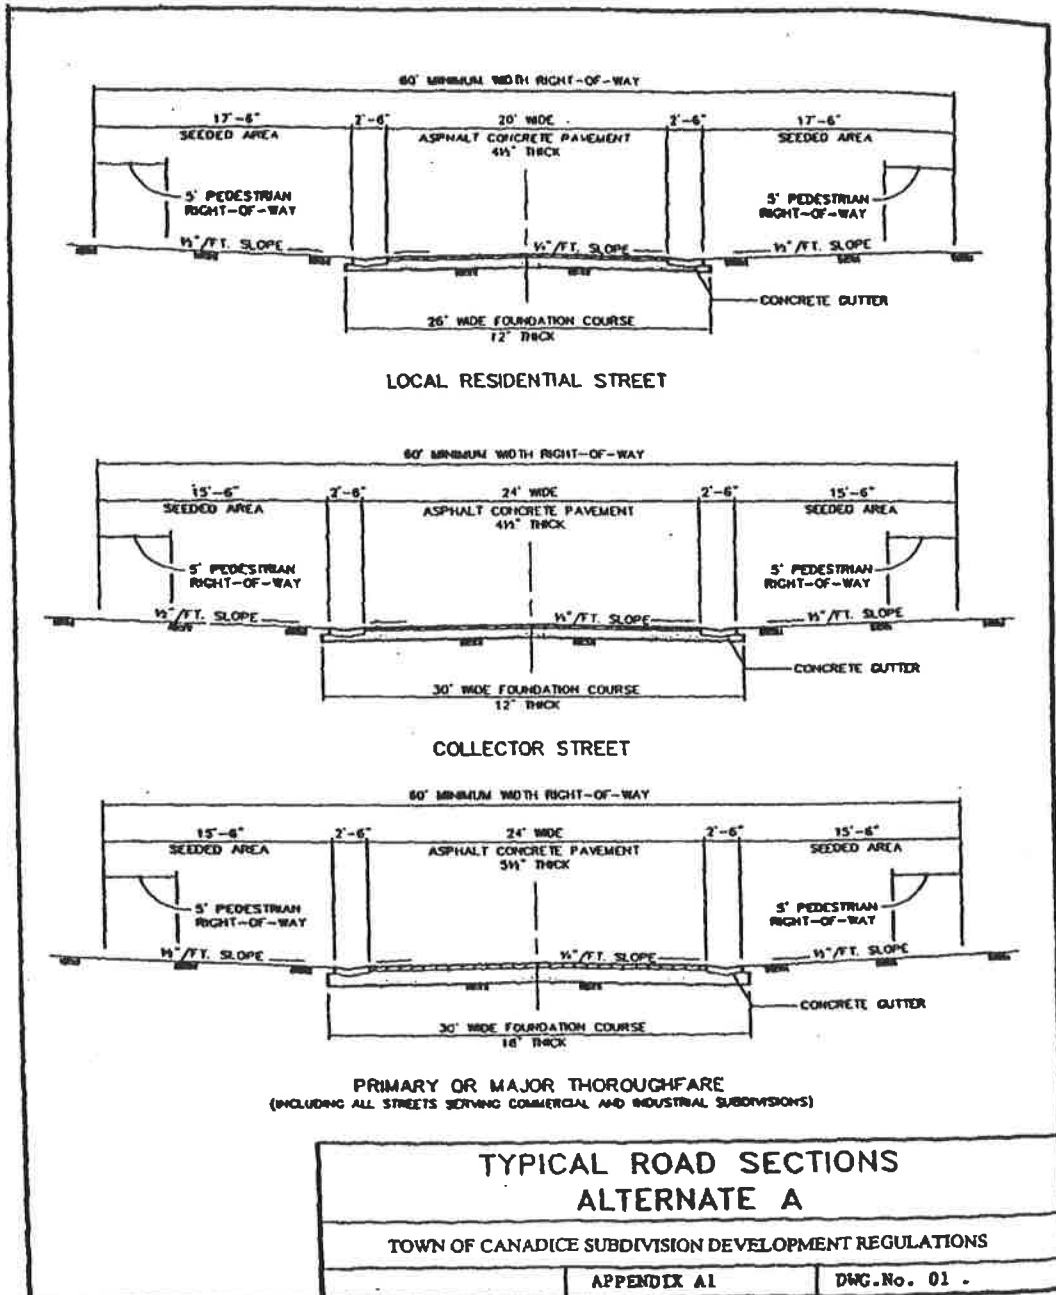 60' MINIMUM WIDTH RIGHT-OF-WAY
17'-6" 2'-6" 20' WIDE 2'-6" 17'-6"
SEEDED AREA ASPHALT CONCRETE PAVEMENT SEEDED AREA
4½" THICK
5' PEDESTRIAN 5' PEDESTRIAN
RIGHT-OF-WAY RIGHT-OF-WAY
½"/FT. SLOPE ¼"/FT. SLOPE ½"/FT. SLOPE
CONCRETE GUTTER
26' WIDE FOUNDATION COURSE
12" THICK
LOCAL RESIDENTIAL STREET
60' MINIMUM WIDTH RIGHT-OF-WAY
15'-6" 2'-6" 24' WIDE 2'-6" 15'-6"
SEEDED AREA ASPHALT CONCRETE PAVEMENT SEEDED AREA
4½" THICK
5' PEDESTRIAN 5' PEDESTRIAN
RIGHT-OF-WAY RIGHT-OF-WAY
½"/FT. SLOPE ¼"/FT. SLOPE ½"/FT. SLOPE
CONCRETE GUTTER
30' WIDE FOUNDATION COURSE
12" THICK
COLLECTOR STREET
60' MINIMUM WIDTH RIGHT-OF-WAY
15'-6" 2'-6" 24' WIDE 2'-6" 15'-6"
SEEDED AREA ASPHALT CONCRETE PAVEMENT SEEDED AREA
5½" THICK
5' PEDESTRIAN 5' PEDESTRIAN
RIGHT-OF-WAY RIGHT-OF-WAY
½"/FT. SLOPE ¼"/FT. SLOPE ½"/FT. SLOPE
CONCRETE GUTTER
30' WIDE FOUNDATION COURSE
THICK
PRIMARY OR MAJOR THOROUGHFARE
(INCLUDING ALL STREETS SERVING COMMERCIAL AND INDUSTRIAL SUBDIVISIONS)
TYPICAL ROAD SECTIONS
ALTERNATE A
TOWN OF CANADICE SUBDIVISION DEVELOPMENT REGULATIONS
APPENDIX A1 DWG.No. 01 .